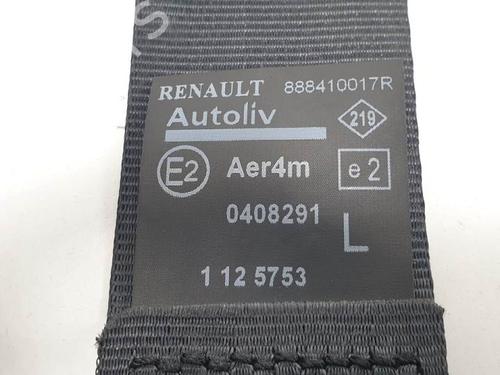 RENAULT 888410017R
Autoliv 219
E2 Aer4m e2
0408291
L
1 12 5753